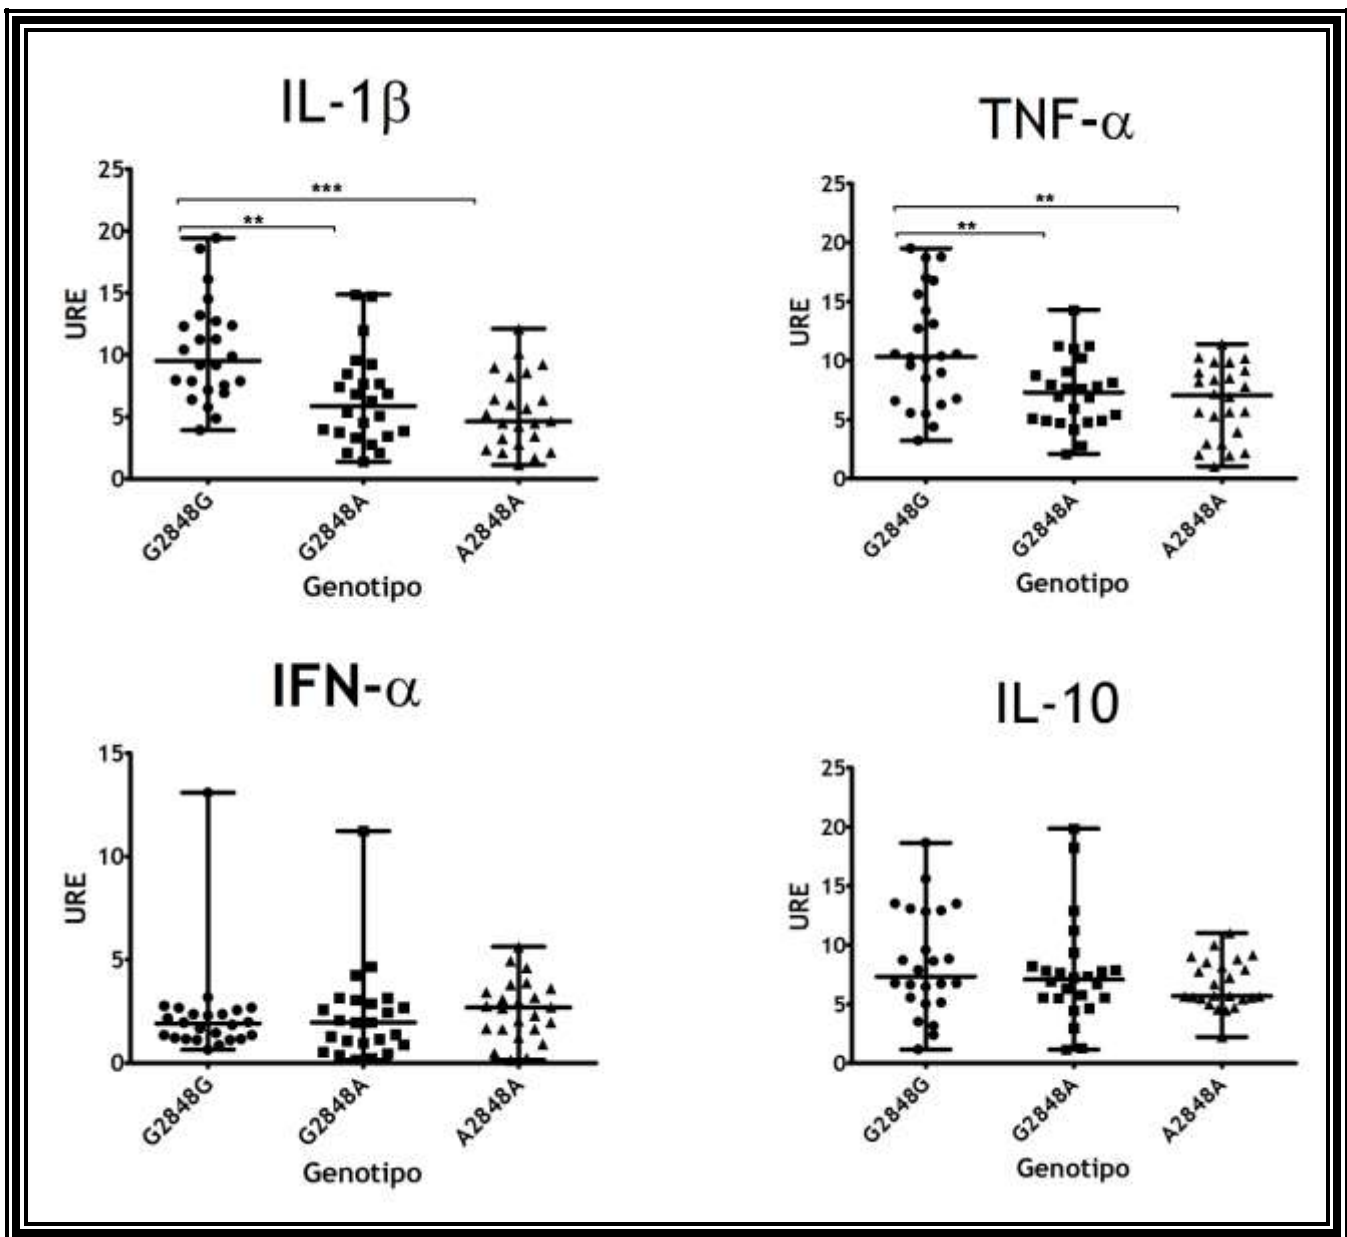 IL-1β
25
20
15
10
5
0
URE
***
**
G2848G
G2848A
A2848A
Genotipo
TNF-α
25
20
15
10
5
0
URE
**
**
G2848G
G2848A
A2848A
Genotipo
IFN-α
15
10
5
0
URE
G2848G
G2848A
A2848A
Genotipo
IL-10
25
20
15
10
5
0
URE
G2848G
G2848A
A2848A
Genotipo